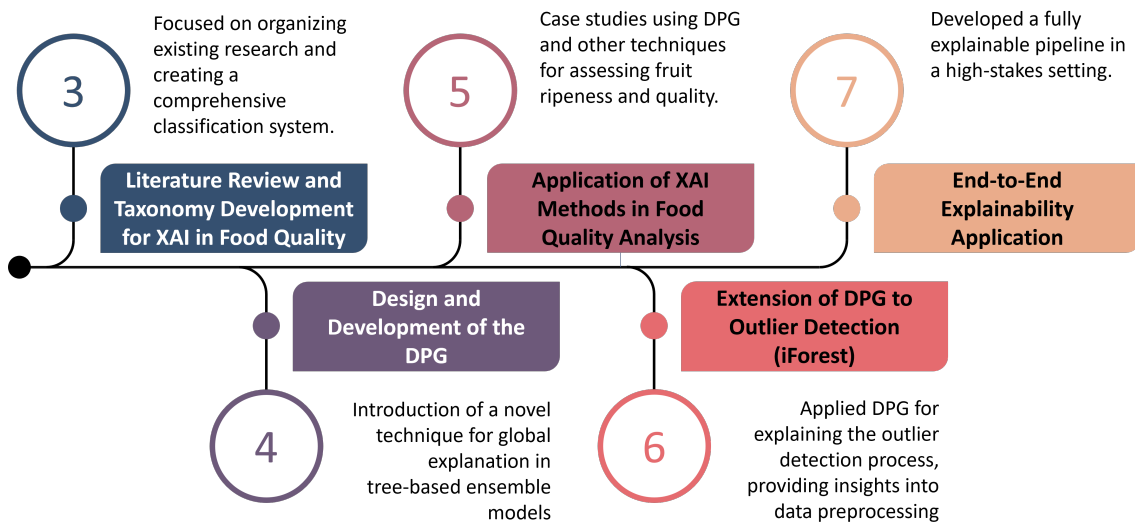 3
Focused on organizing
existing research and
creating a
comprehensive
classification system.
Literature Review and
Taxonomy Development
for XAI in Food Quality
4
Design and
Development of the
DPG
Introduction of a novel
technique for global
explanation in
tree-based ensemble
models
5
Case studies using DPG
and other techniques
for assessing fruit
ripeness and quality.
Application of XAI
Methods in Food
Quality Analysis
6
Extension of DPG to
Outlier Detection
(iForest)
Applied DPG for
explaining the outlier
detection process,
providing insights into
data preprocessing
7
Developed a fully
explainable pipeline in
a high-stakes setting.
End-to-End
Explainability
Application